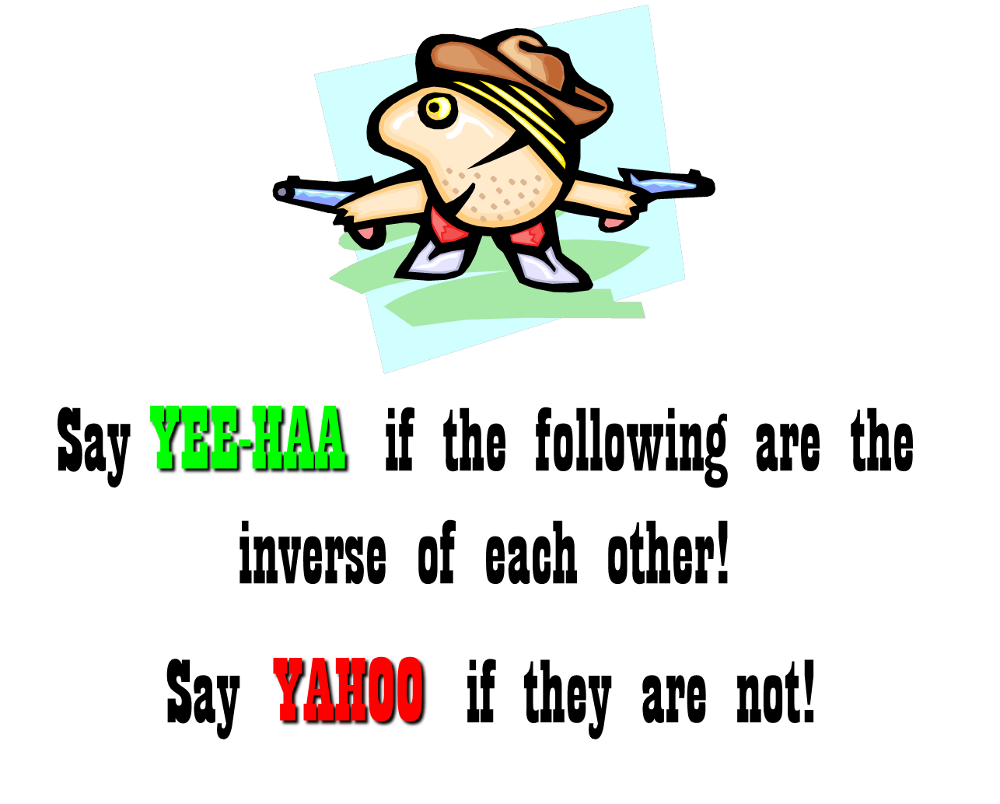 Say YEE-HAA if the following are the
inverse of each other!
Say YAHOO if they are not!